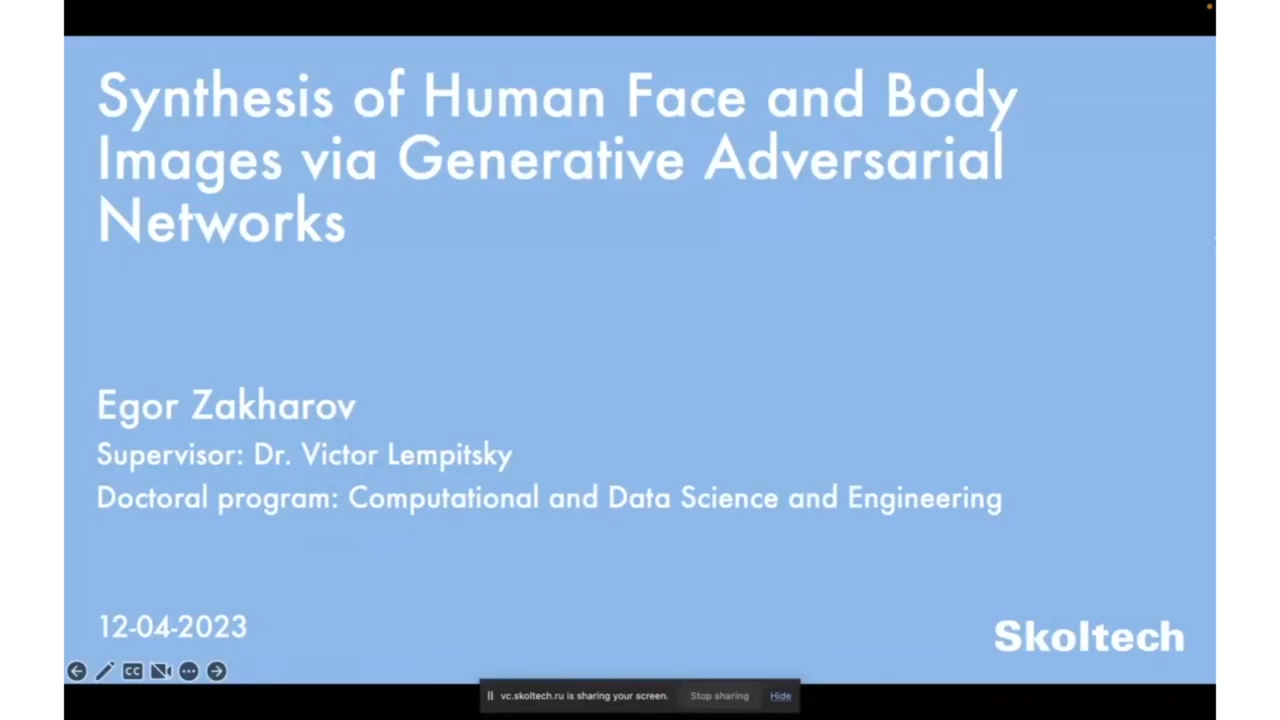 Synthesis of Human Face and Body
Images via Generative Adversarial
Networks
Egor Zakharov
Supervisor: Dr. Victor Lempitsky
Doctoral program: Computational and Data Science and Engineering
12-04-2023
Skoltech
CC
vc.skoltech.ru is sharing your screen. Stop sharing Hide